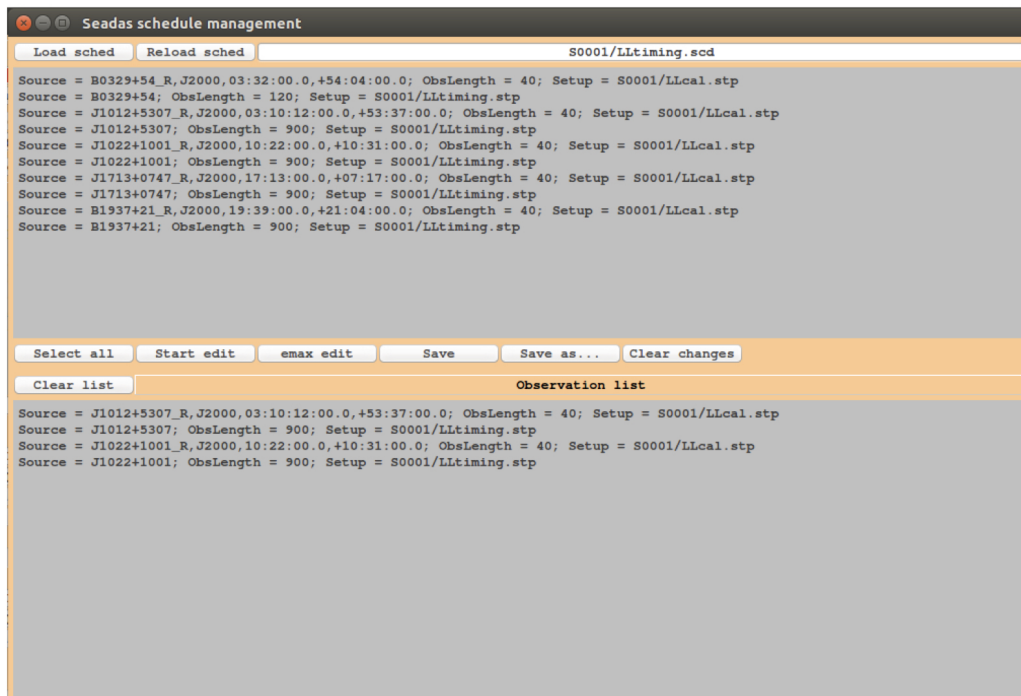 Seadas schedule management
Load sched Reload sched S0001/LLtiming.scd
Source = B0329+54_R,J2000,03:32:00.0,+54:04:00.0; ObsLength = 40; Setup = S0001/LLcal.stp
Source = B0329+54; ObsLength = 120; Setup = S0001/LLtiming.stp
Source = J1012+5307_R,J2000,03:10:12:00.0,+53:37:00.0; ObsLength = 40; Setup = S0001/LLcal.stp
Source = J1012+5307; ObsLength = 900; Setup = S0001/LLtiming.stp
Source = J1022+1001_R,J2000,10:22:00.0,+10:31:00.0; ObsLength = 40; Setup = S0001/LLcal.stp
Source = J1022+1001; ObsLength = 900; Setup = S0001/LLtiming.stp
Source = J1713+0747_R,J2000,17:13:00.0,+07:17:00.0; ObsLength = 40; Setup = S0001/LLcal.stp
Source = J1713+0747; ObsLength = 900; Setup = S0001/LLtiming.stp
Source = B1937+21_R,J2000,19:39:00.0,+21:04:00.0; ObsLength = 40; Setup = S0001/LLcal.stp
Source = B1937+21; ObsLength = 900; Setup = S0001/LLtiming.stp
Select all Start edit emax edit Save Save as... Clear changes
Clear list Observation list
Source = J1012+5307_R,J2000,03:10:12:00.0,+53:37:00.0; ObsLength = 40; Setup = S0001/LLcal.stp
Source = J1012+5307; ObsLength = 900; Setup = S0001/LLtiming.stp
Source = J1022+1001_R,J2000,10:22:00.0,+10:31:00.0; ObsLength = 40; Setup = S0001/LLcal.stp
Source = J1022+1001; ObsLength = 900; Setup = S0001/LLtiming.stp